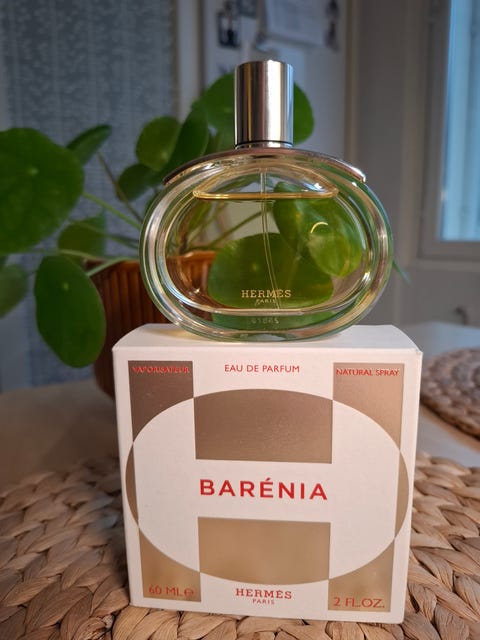 HERMÈS
PARIS
VAPORISATEUR
EAU DE PARFUM
NATURAL SPRAY
BARÉNIA
60 ML℮
HERMÈS
PARIS
2 FL.OZ.